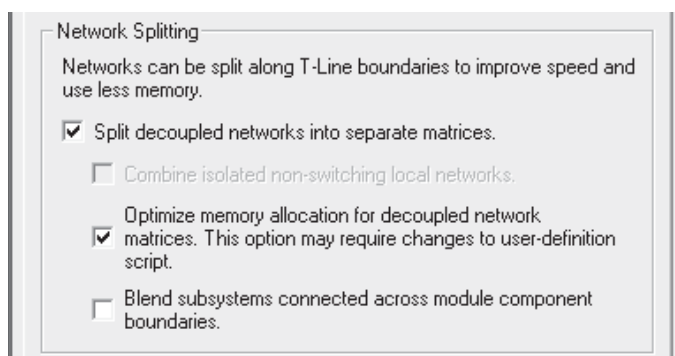 Network Splitting
Networks can be split along T-Line boundaries to improve speed and
use less memory.
Split decoupled networks into separate matrices.
Combine isolated non-switching local networks.
Optimize memory allocation for decoupled network
matrices. This option may require changes to user-definition
script.
Blend subsystems connected across module component
boundaries.